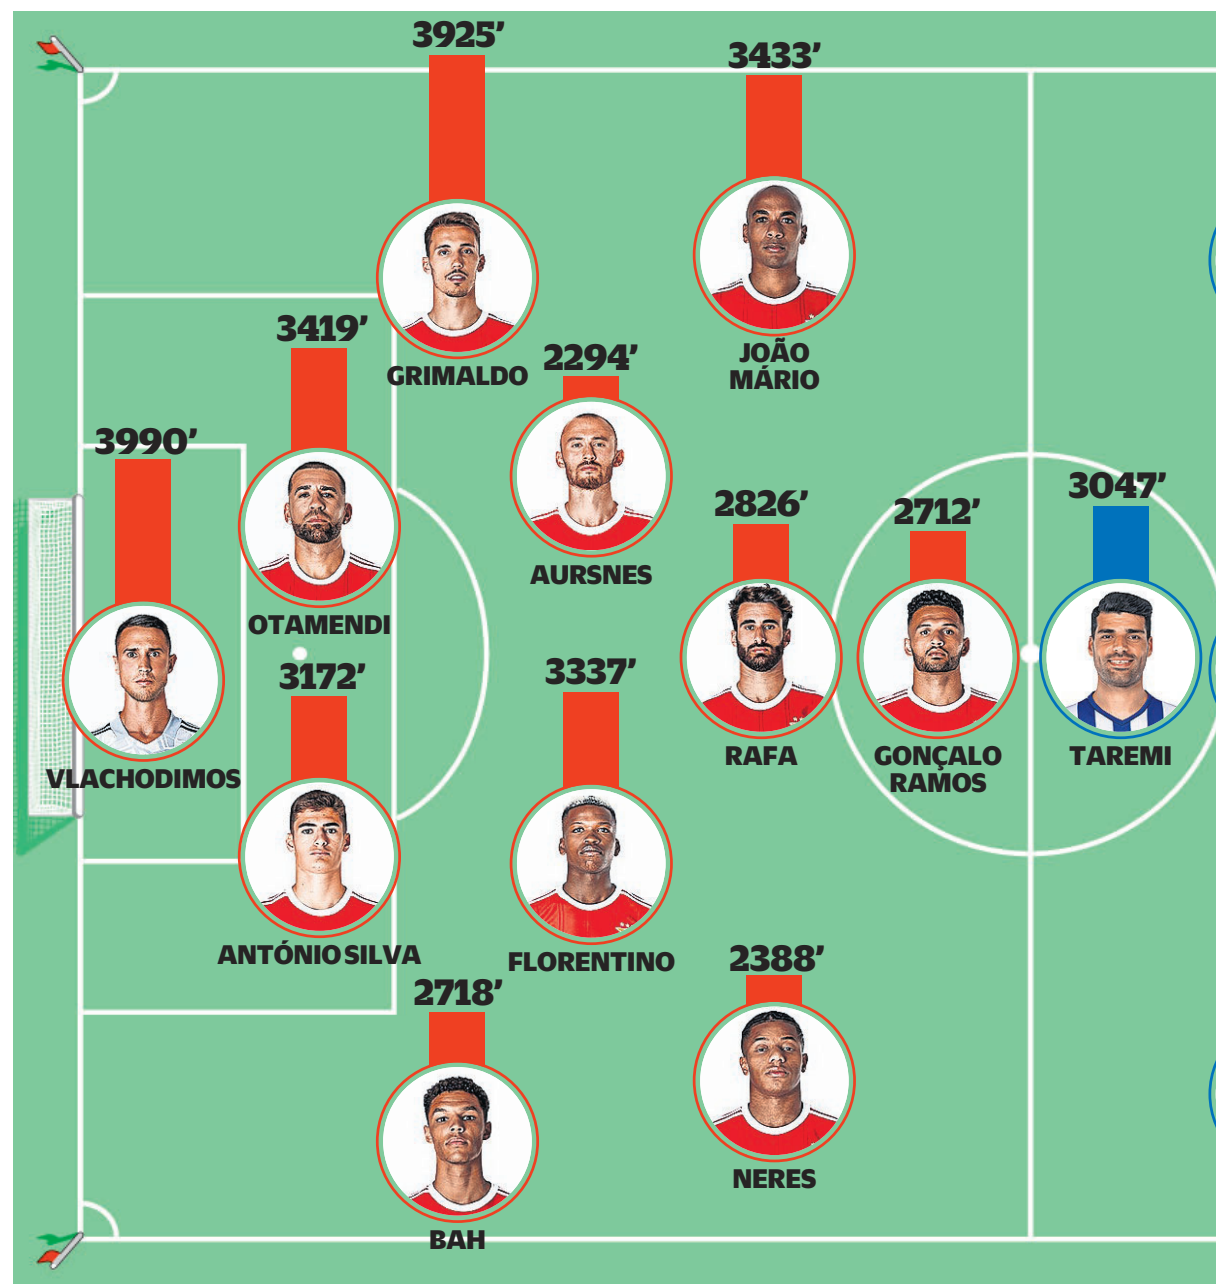 3925’
GRIMALDO
3433’
JOÃO
MÁRIO
3419’
OTAMENDI
2294’
AURSNES
3990’
VLACHODIMOS
2826’
RAFA
2712’
GONÇALO
RAMOS
3047’
TAREMI
3172’
ANTÓNIO SILVA
3337’
FLORENTINO
2718’
BAH
2388’
NERES